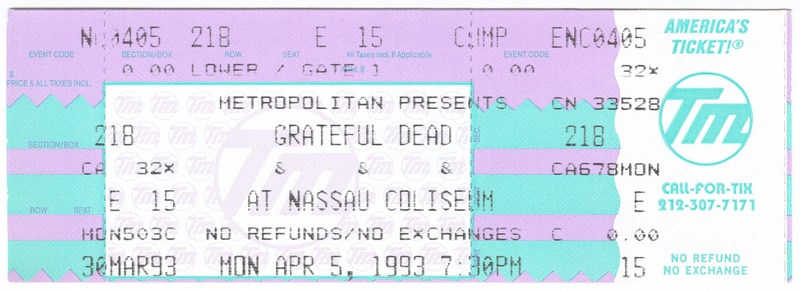 NC0405 218 E 15 COMP ENC0405
EVENT CODE SECTION/BOX ROW SEAT All Taxes Incl. If Applicable EVENT CODE
$ 0.00 LOWER / GATE 1 0.00 32X
PRICE & ALL TAXES INCL.
METROPOLITAN PRESENTS CN 33528
218 GRATEFUL DEAD 218
SECTION/BOX
CA 32X & & & CA678MON
E 15 AT NASSAU COLISEUM E
ROW SEAT
MON503C NO REFUNDS/NO EXCHANGES C 0.00
30MAR93 MON APR 5, 1993 7:30PM 15
AMERICA'S
TICKET!®
Tm
CALL-FOR-TIX
212-307-7171
NO REFUND
NO EXCHANGE